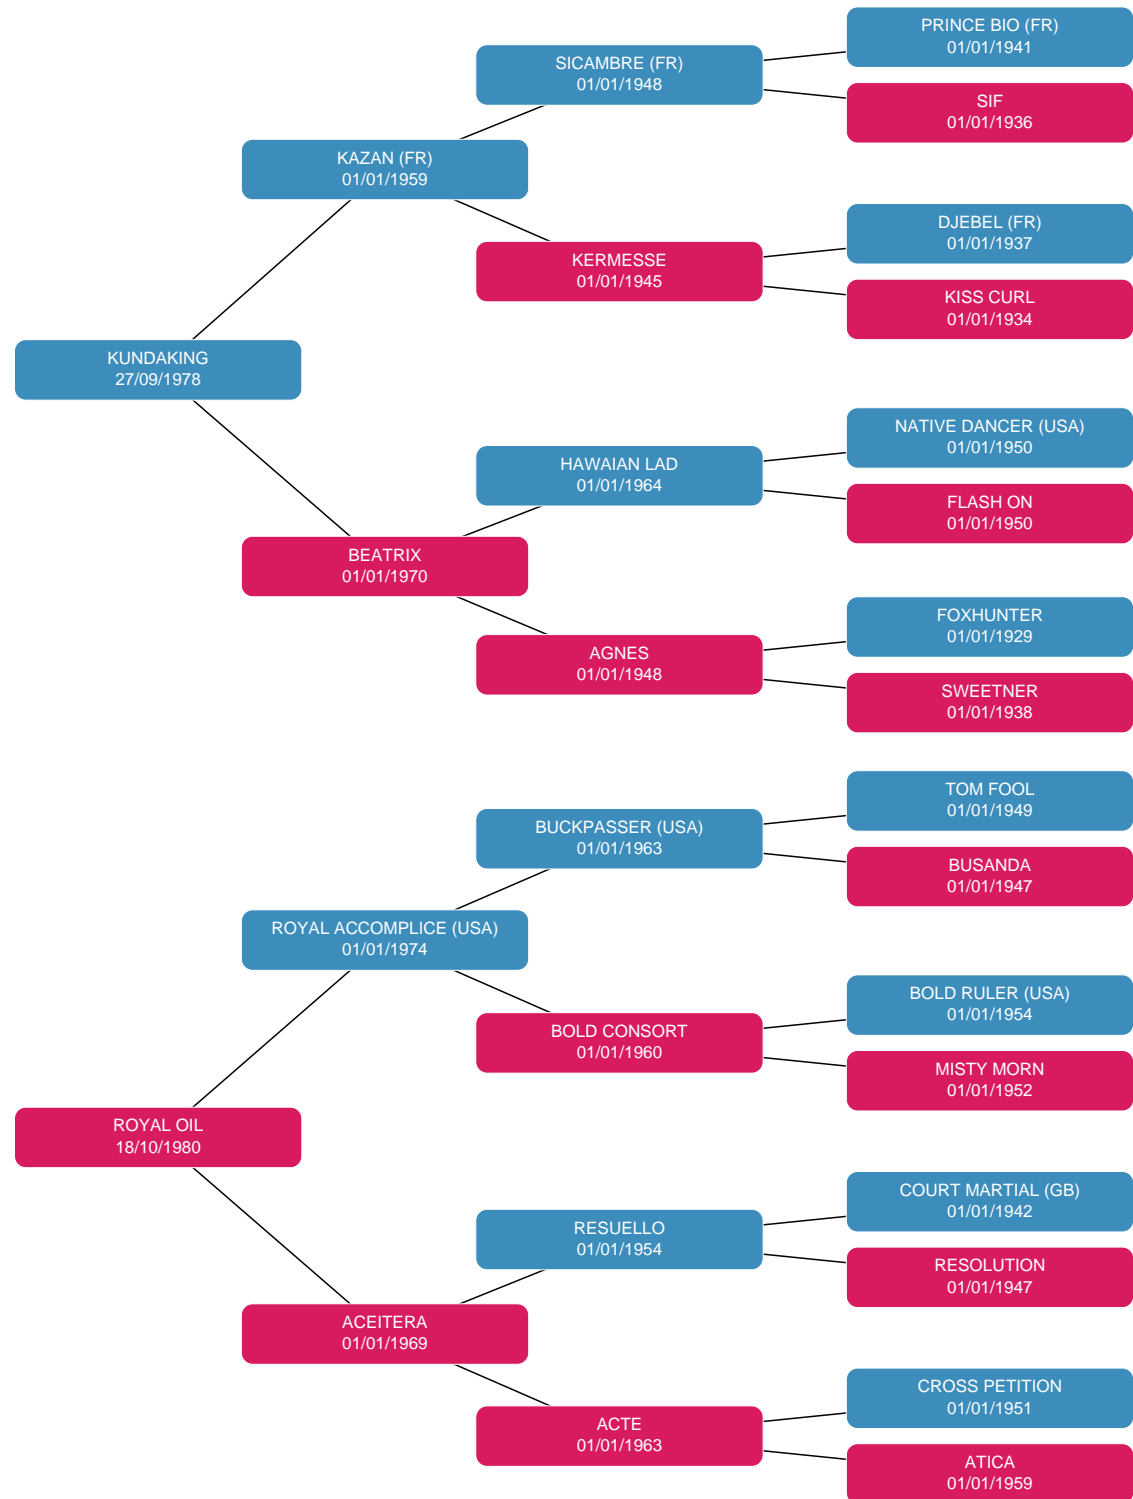 PRINCE BIO (FR)
01/01/1941
SICAMBRE (FR)
01/01/1948
SIF
01/01/1936
KAZAN (FR)
01/01/1959
DJEBEL (FR)
01/01/1937
KERMESSE
01/01/1945
KISS CURL
01/01/1934
KUNDAKING
27/09/1978
NATIVE DANCER (USA)
01/01/1950
HAWAIAN LAD
01/01/1964
FLASH ON
01/01/1950
BEATRIX
01/01/1970
FOXHUNTER
01/01/1929
AGNES
01/01/1948
SWEETNER
01/01/1938
TOM FOOL
01/01/1949
BUCKPASSER (USA)
01/01/1963
BUSANDA
01/01/1947
ROYAL ACCOMPLICE (USA)
01/01/1974
BOLD RULER (USA)
01/01/1954
BOLD CONSORT
01/01/1960
MISTY MORN
01/01/1952
ROYAL OIL
18/10/1980
COURT MARTIAL (GB)
01/01/1942
RESUELLO
01/01/1954
RESOLUTION
01/01/1947
ACEITERA
01/01/1969
CROSS PETITION
01/01/1951
ACTE
01/01/1963
ATICA
01/01/1959